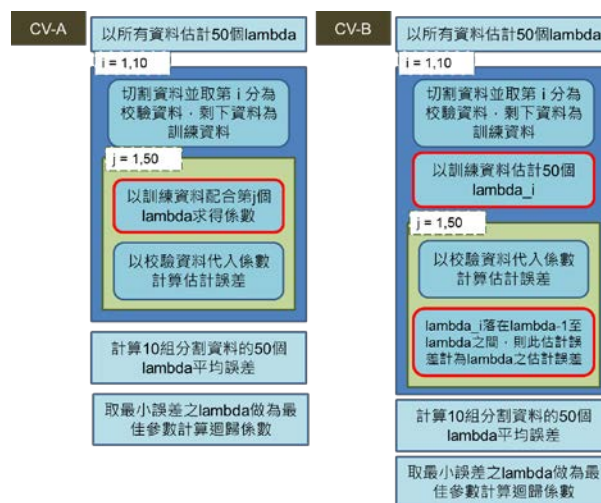 CV-A
以所有資料估計50個lambda
i = 1,10
切割資料並取第 i 分為
校驗資料，剩下資料為
訓練資料
j = 1,50
以訓練資料配合第j個
lambda求得係數
以校驗資料代入係數
計算估計誤差
計算10組分割資料的50個
lambda平均誤差
取最小誤差之lambda做為最
佳參數計算迴歸係數
CV-B
以所有資料估計50個lambda
i = 1,10
切割資料並取第 i 分為
校驗資料，剩下資料為
訓練資料
以訓練資料估計50個
lambda_i
j = 1,50
以校驗資料代入係數
計算估計誤差
lambda_i落在lambda-1至
lambda之間，則此估計誤
差計為lambda之估計誤差
計算10組分割資料的50個
lambda平均誤差
取最小誤差之lambda做為最
佳參數計算迴歸係數